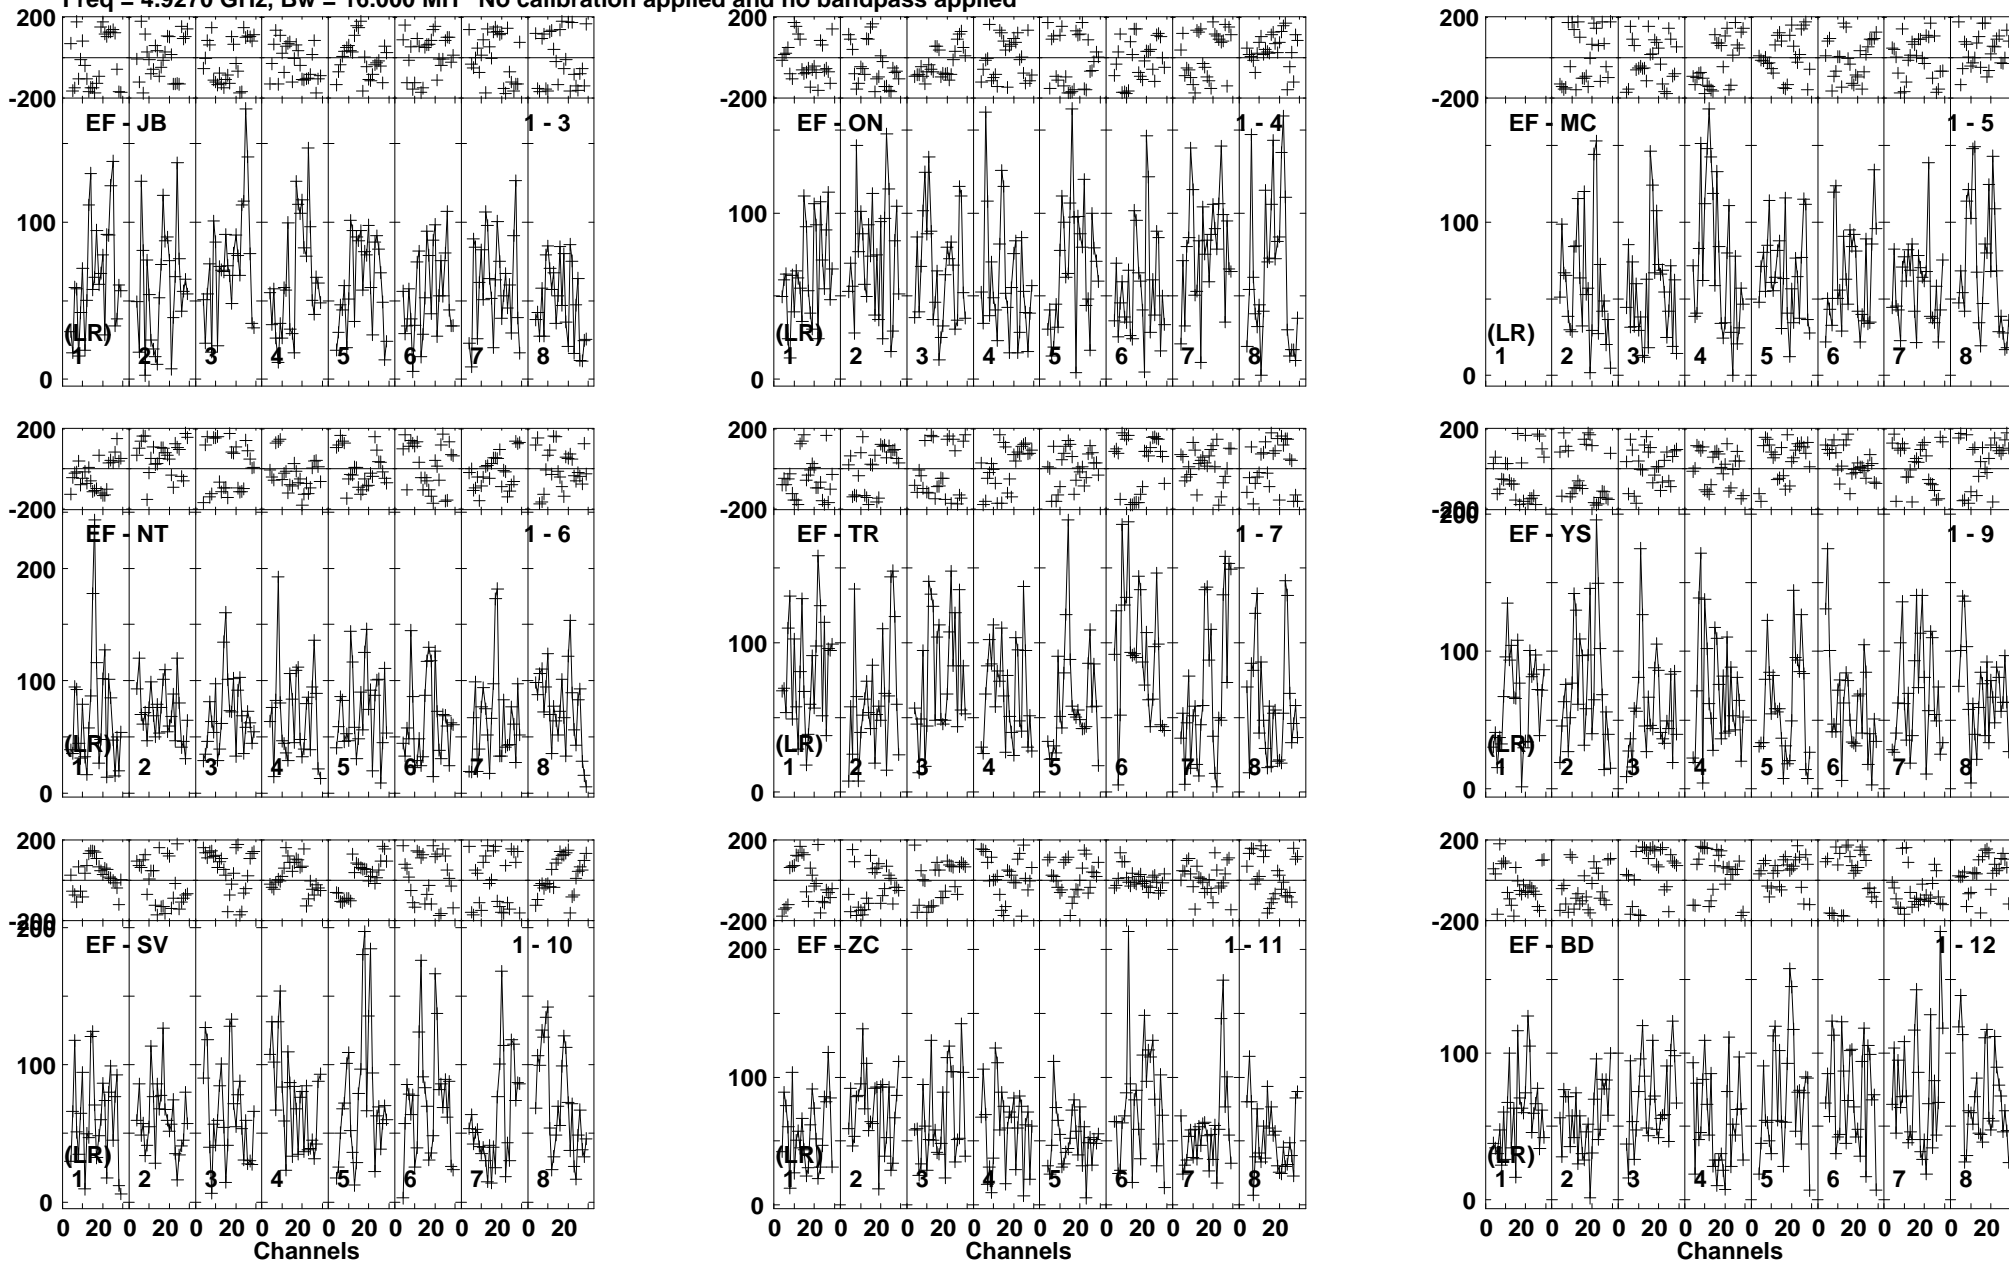 Freq = 4.9270 GHz, Bw = 16.000 MH No calibration applied and no bandpass applied
200 200 200
-200 -200 -200
EF - JB 1 - 3 EF - ON 1 - 4 EF - MC 1 - 5
100 100 100
(LR) (LR) (LR)
1 2 3 4 5 6 7 8 1 2 3 4 5 6 7 8 1 2 3 4 5 6 7 8
0 0 0
200 200 200
-200 -200 -200
200
EF - NT 1 - 6 EF - TR 1 - 7 EF - YS 1 - 9
200
100 100 100
(LR) (LR) (LR)
1 2 3 4 5 6 7 8 1 2 3 4 5 6 7 8 1 2 3 4 5 6 7 8
0 0 0
200 200 200
-200 -200 -200
200
EF - SV 1 - 10 EF - ZC 1 - 11 EF - BD 1 - 12
200
100 100 100
(LR) (LR) (LR)
1 2 3 4 5 6 7 8 1 2 3 4 5 6 7 8 1 2 3 4 5 6 7 8
0 0 0
0 20 0 20 0 20 0 20 0 20 0 20 0 20 0 20 0 20 0 20 0 20 0 20 0 20 0 20 0 20 0 20 0 20 0 20 0 20 0 20 0 20 0 20 0 20 0 20
Channels Channels Channels